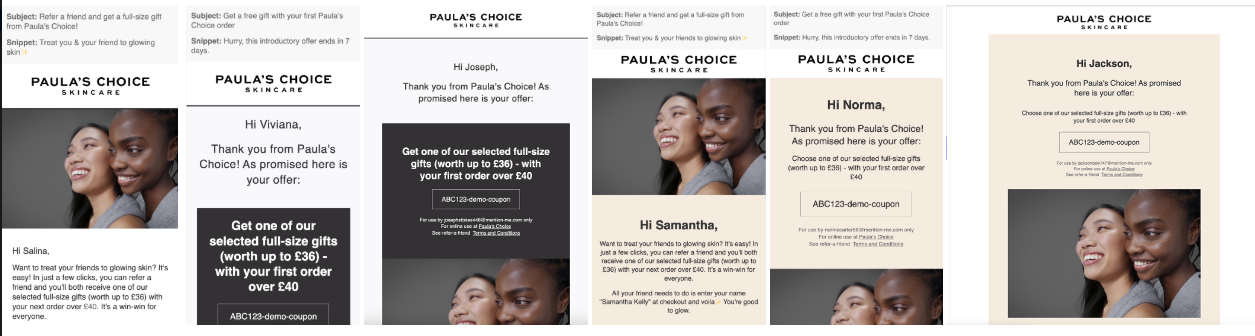 Subject: Refer a friend and get a full-size gift
from Paula's Choice!
Snippet: Treat you & your friend to glowing
skin✨
PAULA'S CHOICE
SKINCARE
Hi Salina,
Want to treat your friends to glowing skin? It's
easy! In just a few clicks, you can refer a
friend and you'll both receive one of our
selected full-size gifts (worth up to £36) with
your next order over £40. It's a win-win for
everyone.
Subject: Get a free gift with your first Paula's
Choice order
Snippet: Hurry, this introductory offer ends in 7
days.
PAULA'S CHOICE
SKINCARE
Hi Viviana,
Thank you from Paula's
Choice! As promised here is
your offer:
Get one of our
selected full-size gifts
(worth up to £36) -
with your first order
over £40
ABC123-demo-coupon
PAULA'S CHOICE
SKINCARE
Hi Joseph,
Thank you from Paula's Choice! As
promised here is your offer:
Get one of our selected full-size
gifts (worth up to £36) - with
your first order over £40
ABC123-demo-coupon
For use by josephstokes448@mention-me.com only
For online use at Paula's Choice
See refer-a-friend Terms and Conditions
Subject: Refer a friend and get a full-size gift from
Paula's Choice!
Snippet: Treat you & your friends to glowing skin✨
PAULA'S CHOICE
SKINCARE
Hi Samantha,
Want to treat your friends to glowing skin? It's easy! In
just a few clicks, you can refer a friend and you'll both
receive one of our selected full-size gifts (worth up to
£36) with your next order over £40. It's a win-win for
everyone.
All your friend needs to do is enter your name
"Samantha Kelly" at checkout and voila✨ You're good
to glow.
Subject: Get a free gift with your first Paula's Choice
order
Snippet: Hurry, this introductory offer ends in 7 days.
PAULA'S CHOICE
SKINCARE
Hi Norma,
Thank you from Paula's Choice!
As promised here is your offer:
Choose one of our selected full-size gifts
(worth up to £36) - with your first order over
£40
ABC123-demo-coupon
For use by @mention-me.com only
For online use at Paula's Choice
See refer-a-friend Terms and Conditions
PAULA'S CHOICE
SKINCARE
Hi Jackson,
Thank you from Paula's Choice! As promised
here is your offer:
Choose one of our selected full-size gifts (worth up to £36) - with
your first order over £40
ABC123-demo-coupon
For use by @mention-me.com only
For online use at Paula's Choice
See refer-a-friend Terms and Conditions